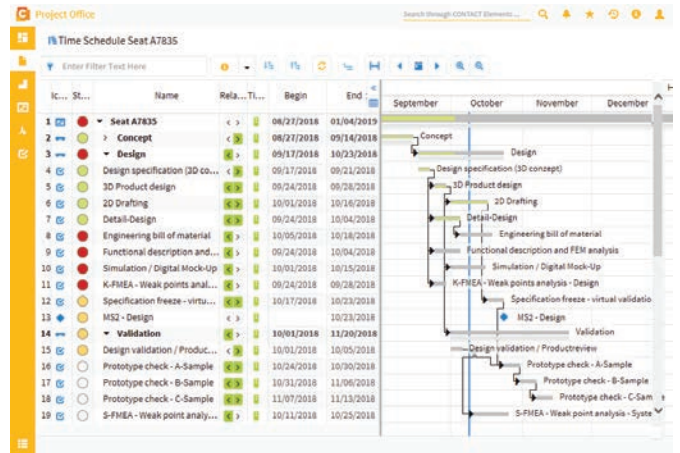 Project Office
Search through CONTACT Elements ...
Time Schedule Seat A7835
Enter Filter Text Here
Ic... St... Name Rela... Ti... Begin End
September October November December
1 Seat A7835 08/27/2018 01/04/2019
2 Concept 08/27/2018 09/14/2018 Concept
3 Design 09/17/2018 10/23/2018 Design
4 Design specification (3D co... 09/17/2018 09/21/2018 Design specification (3D concept)
5 3D Product design 09/24/2018 09/28/2018 3D Product design
6 2D Drafting 10/01/2018 10/16/2018 2D Drafting
7 Detail-Design 09/24/2018 10/04/2018 Detail-Design
8 Engineering bill of material 10/05/2018 10/18/2018 Engineering bill of material
9 Functional description and... 09/24/2018 10/04/2018 Functional description and FEM analysis
10 Simulation / Digital Mock-Up 10/01/2018 10/15/2018 Simulation / Digital Mock-Up
11 K-FMEA - Weak points anal... 09/24/2018 09/28/2018 K-FMEA - Weak points analysis - Design
12 Specification freeze - virtu... 10/17/2018 10/23/2018 Specification freeze - virtual validatio
13 MS2 - Design 10/23/2018 MS2 - Design
14 Validation 10/01/2018 11/20/2018 Validation
15 Design validation / Produc... 10/01/2018 10/05/2018 Design validation / Productreview
16 Prototype check - A-Sample 10/24/2018 10/30/2018 Prototype check - A-Sample
17 Prototype check - B-Sample 10/31/2018 11/06/2018 Prototype check - B-Sample
18 Prototype check - C-Sample 11/07/2018 11/13/2018 Prototype check - C-Sam
19 S-FMEA - Weak point analy... 10/11/2018 10/25/2018 S-FMEA - Weak point analysis - Syste